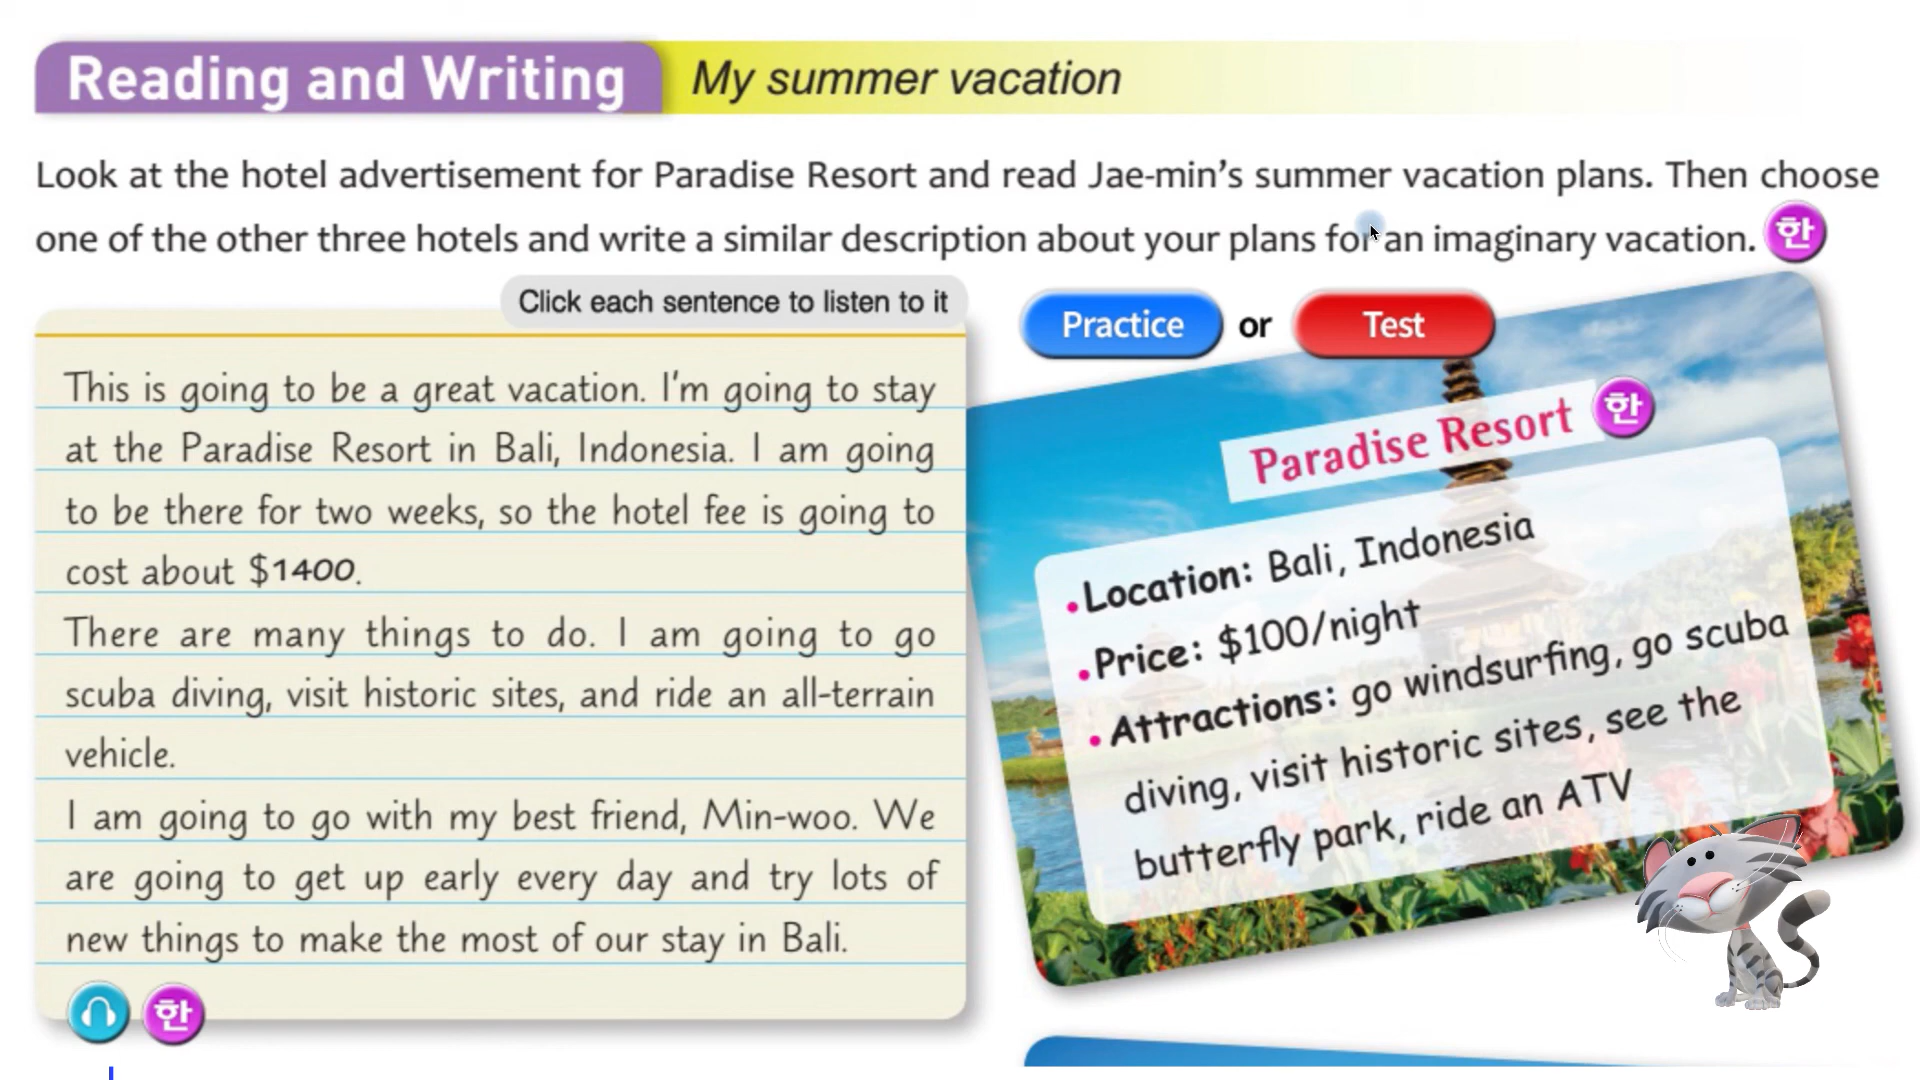 Reading and Writing
My summer vacation
Look at the hotel advertisement for Paradise Resort and read Jae-min's summer vacation plans. Then choose
one of the other three hotels and write a similar description about your plans for an imaginary vacation. 한
Click each sentence to listen to it
This is going to be a great vacation. I'm going to stay
at the Paradise Resort in Bali, Indonesia. I am going
to be there for two weeks, so the hotel fee is going to
cost about $1400.
There are many things to do. I am going to go
scuba diving, visit historic sites, and ride an all-terrain
vehicle.
I am going to go with my best friend, Min-woo. We
are going to get up early every day and try lots of
new things to make the most of our stay in Bali.
한
Practice or Test
Paradise Resort 한
•Location: Bali, Indonesia
•Price: $100/night
•Attractions: go windsurfing, go scuba
diving, visit historic sites, see the
butterfly park, ride an ATV